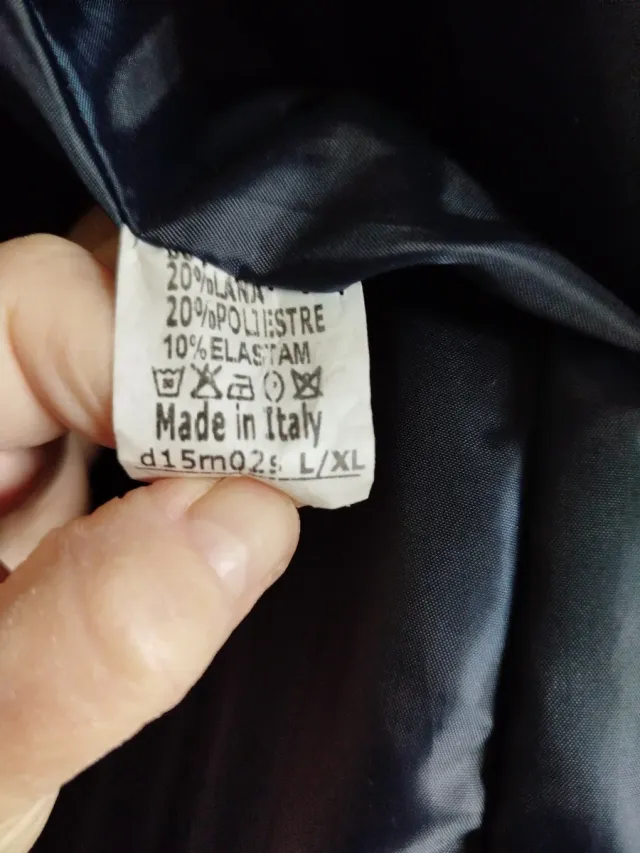 20%LANA
20%POLIESTRE
10%ELASTAM
Made in Italy
d15m02s L/XL